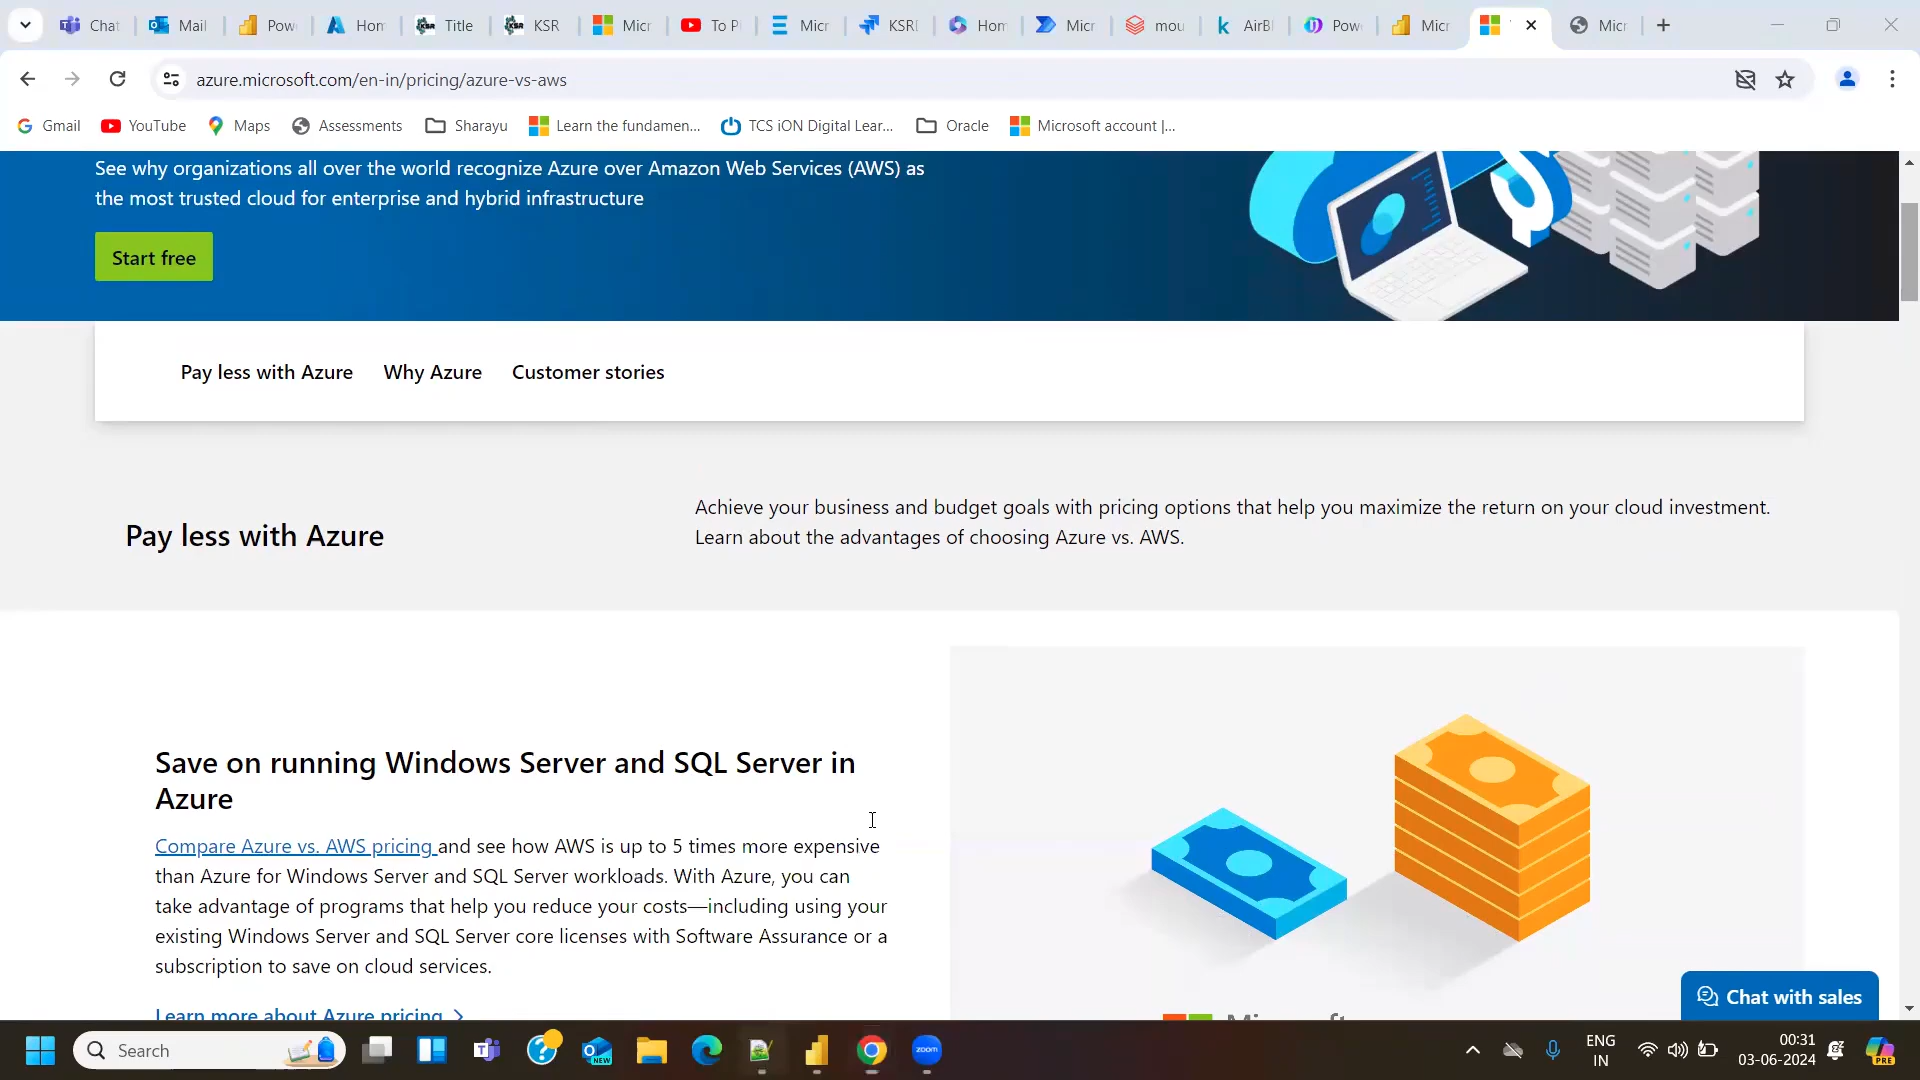 Chat
Mail
Pow
Hom
Title
KSR
Micr
To P
Micr
KSRI
Hom
Micr
mou
AirB
Pow
Micr
Micr
azure.microsoft.com/en-in/pricing/azure-vs-aws
Gmail
YouTube
Maps
Assessments
Sharayu
Learn the fundamen...
TCS iON Digital Lear...
Oracle
Microsoft account |...
See why organizations all over the world recognize Azure over Amazon Web Services (AWS) as
the most trusted cloud for enterprise and hybrid infrastructure
Start free
Pay less with Azure
Why Azure
Customer stories
Pay less with Azure
Achieve your business and budget goals with pricing options that help you maximize the return on your cloud investment.
Learn about the advantages of choosing Azure vs. AWS.
Save on running Windows Server and SQL Server in
Azure
Compare Azure vs. AWS pricing and see how AWS is up to 5 times more expensive
than Azure for Windows Server and SQL Server workloads. With Azure, you can
take advantage of programs that help you reduce your costs—including using your
existing Windows Server and SQL Server core licenses with Software Assurance or a
subscription to save on cloud services.
Learn more about Azure pricing
Microsoft
Chat with sales
Search
NEW
zoom
ENG
IN
00:31
03-06-2024
PRE